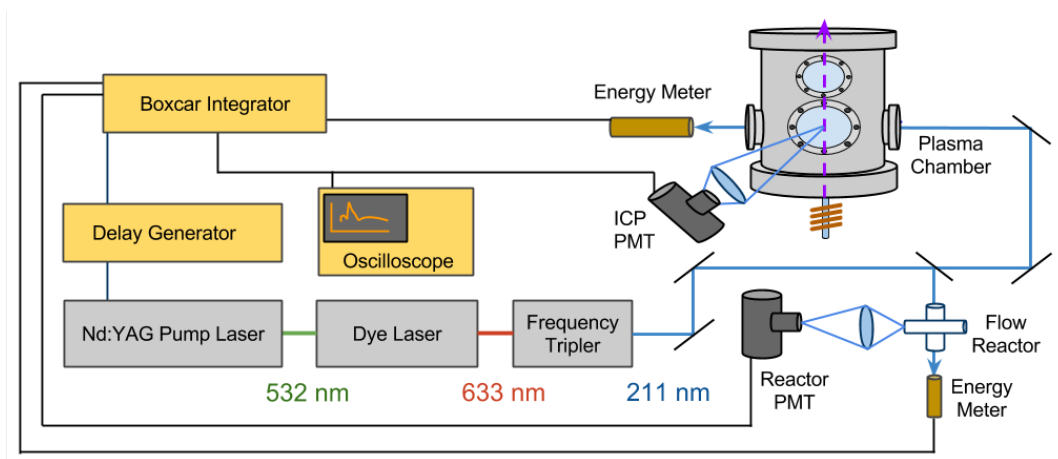 Boxcar Integrator
Energy Meter
Plasma
Chamber
ICP
PMT
Delay Generator
Oscilloscope
Nd:YAG Pump Laser
Dye Laser
Frequency
Tripler
Flow
Reactor
532 nm
633 nm
211 nm
Reactor
PMT
Energy
Meter